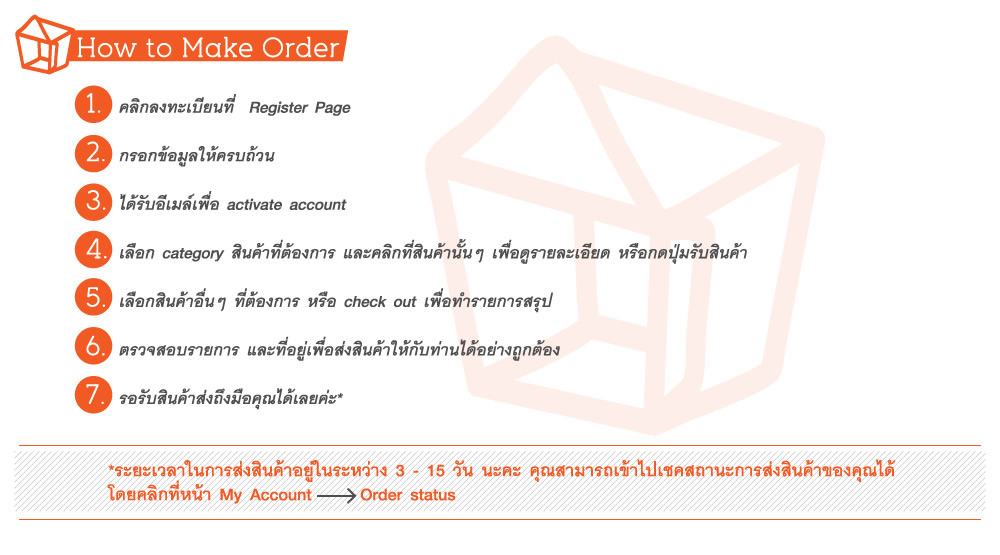 How to Make Order
1. คลิกลงทะเบียนที่ Register Page
2. กรอกข้อมูลให้ครบถ้วน
3. ได้รับอีเมล์เพื่อ activate account
4. เลือก category สินค้าที่ต้องการ และคลิกที่สินค้านั้นๆ เพื่อดูรายละเอียด หรือกดปุ่มรับสินค้า
5. เลือกสินค้าอื่นๆ ที่ต้องการ หรือ check out เพื่อทำรายการสรุป
6. ตรวจสอบรายการ และที่อยู่เพื่อส่งสินค้าให้กับท่านได้อย่างถูกต้อง
7. รอรับสินค้าส่งถึงมือคุณได้เลยค่ะ*
*ระยะเวลาในการส่งสินค้าอยู่ในระหว่าง 3 - 15 วัน นะคะ คุณสามารถเข้าไปเชคสถานะการส่งสินค้าของคุณได้
โดยคลิกที่หน้า My Account ⟶ Order status